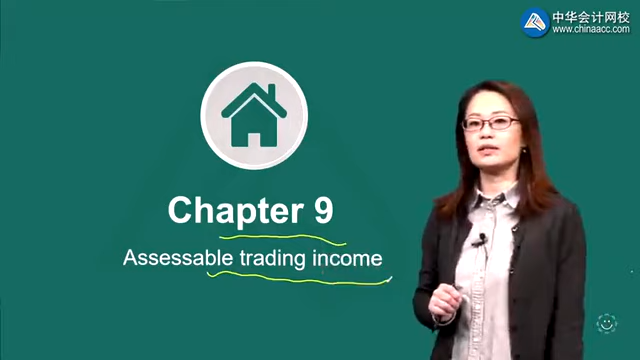 中华会计网校
www.chinaacc.com
Chapter 9
Assessable trading income